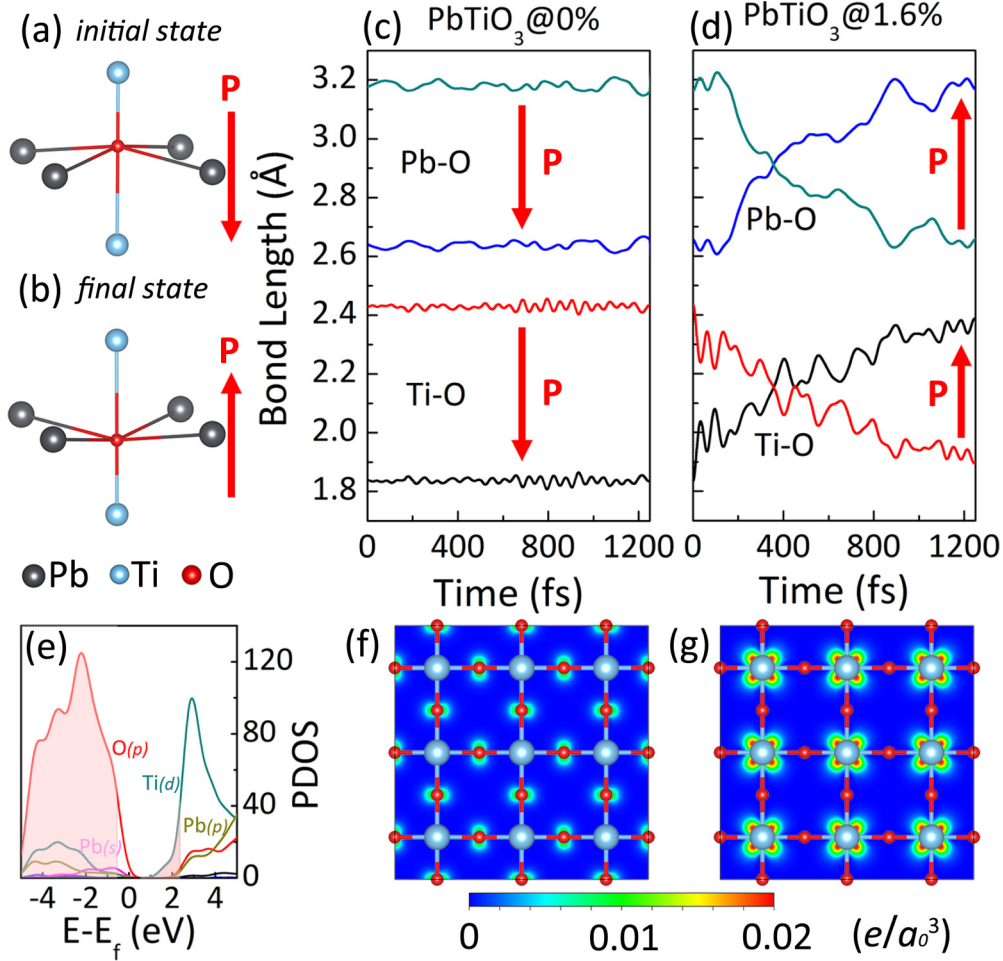 (a) initial state
P
(b) final state
P
Pb Ti O
(c) PbTiO3@0%
Bond Length (Å)
3.2
3.0
2.8
2.6
2.4
2.2
2.0
1.8
Pb-O
P
Ti-O
P
0 400 800 1200
Time (fs)
(d) PbTiO3@1.6%
Pb-O
P
Ti-O
P
0 400 800 1200
Time (fs)
(e)
O(p)
Ti(d)
Pb(s)
Pb(p)
120
80
40
0
PDOS
-4 -2 0 2 4
E-Ef (eV)
(f)
(g)
0 0.01 0.02 (e/a₀³)